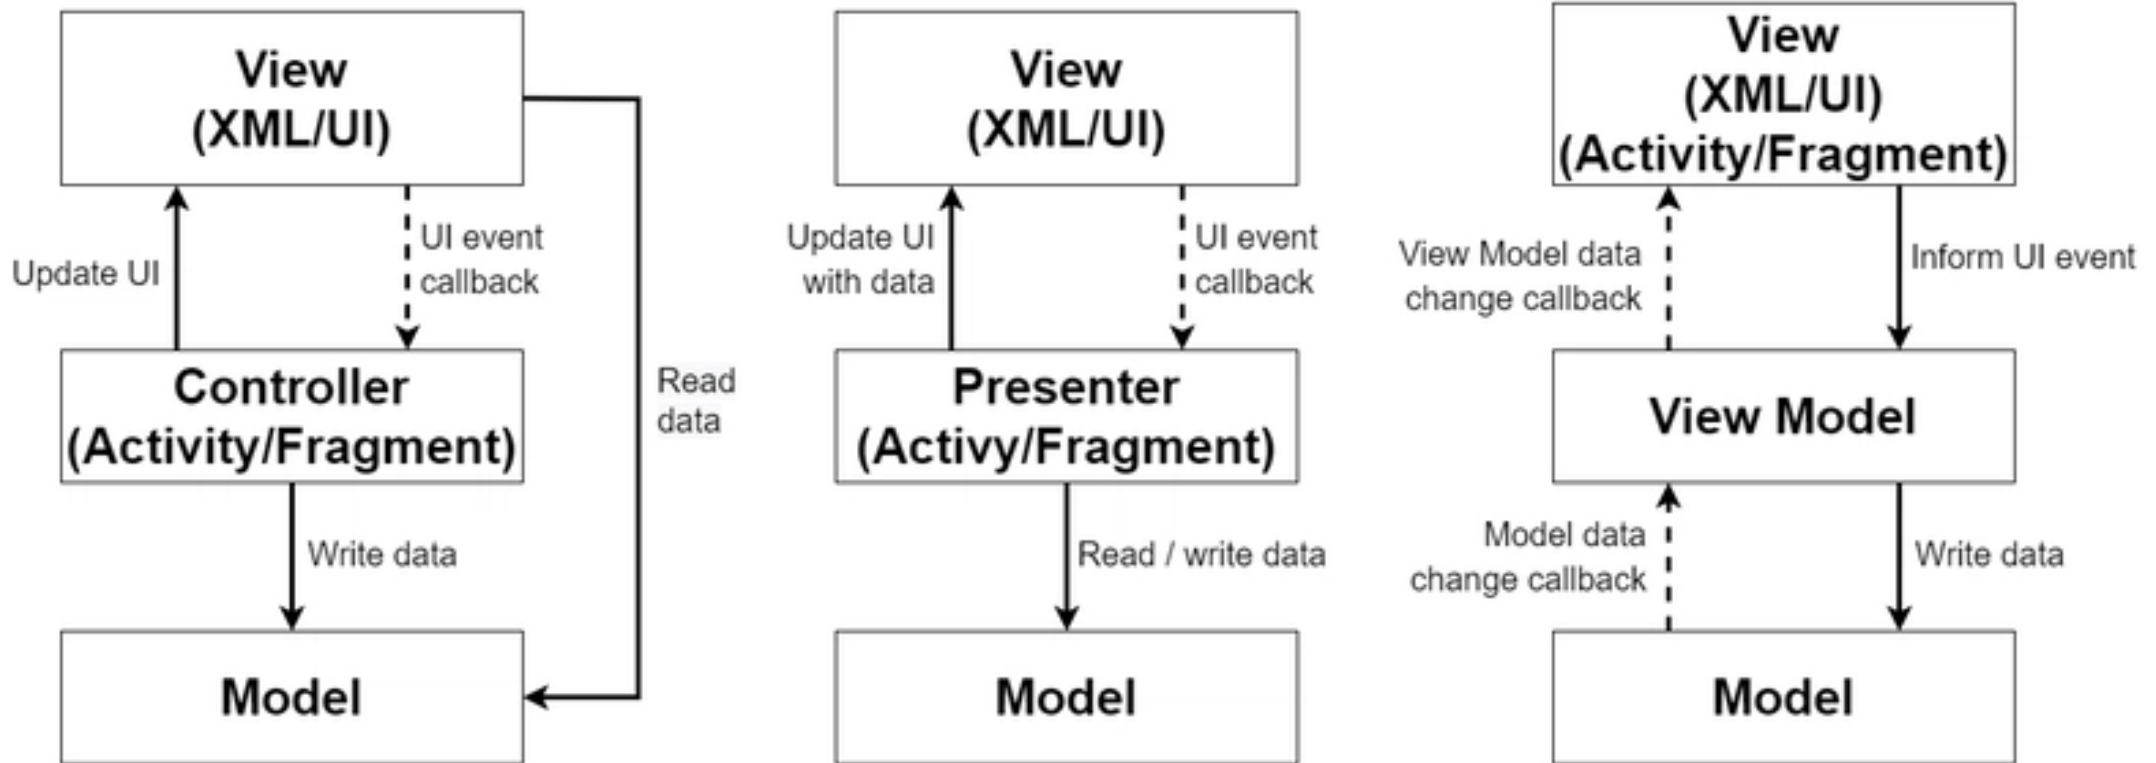 View
(XML/UI)
Update UI
UI event
callback
Read
data
Controller
(Activity/Fragment)
Write data
Model
View
(XML/UI)
Update UI
with data
UI event
callback
Presenter
(Activy/Fragment)
Read / write data
Model
View
(XML/UI)
(Activity/Fragment)
View Model data
change callback
Inform UI event
View Model
Model data
change callback
Write data
Model